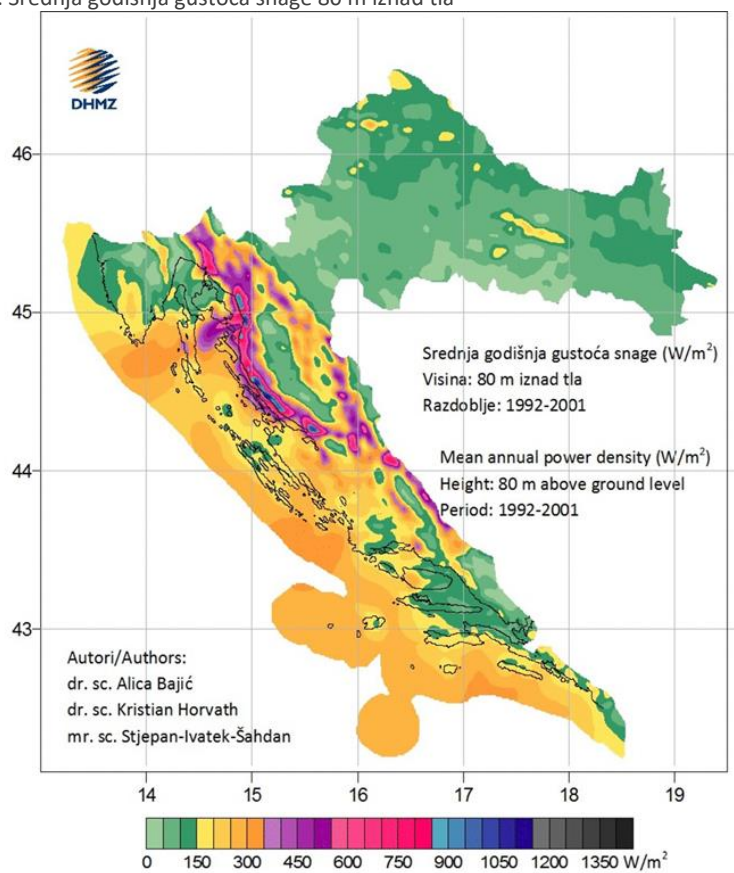 . Srednja godišnja gustoća snage 80 m iznad tla
DHMZ
46
45
44
43
Srednja godišnja gustoća snage (W/m²)
Visina: 80 m iznad tla
Razdoblje: 1992-2001
Mean annual power density (W/m²)
Height: 80 m above ground level
Period: 1992-2001
Autori/Authors:
dr. sc. Alica Bajić
dr. sc. Kristian Horvath
mr. sc. Stjepan-Ivatek-Šahdan
14 15 16 17 18 19
0 150 300 450 600 750 900 1050 1200 1350 W/m²